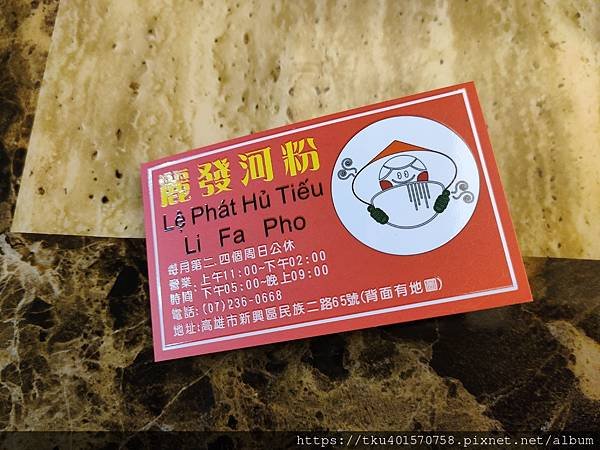 麗發河粉
Lệ Phát Hủ Tiếu
Li Fa Pho
每月第二.四個周日公休
營業.上午11:00~下午02:00
時間 下午05:00~晚上09:00
電話:(07)236-0668
地址:高雄市新興區民族二路65號(背面有地圖)
https://tku401570758.pixnet.net/album